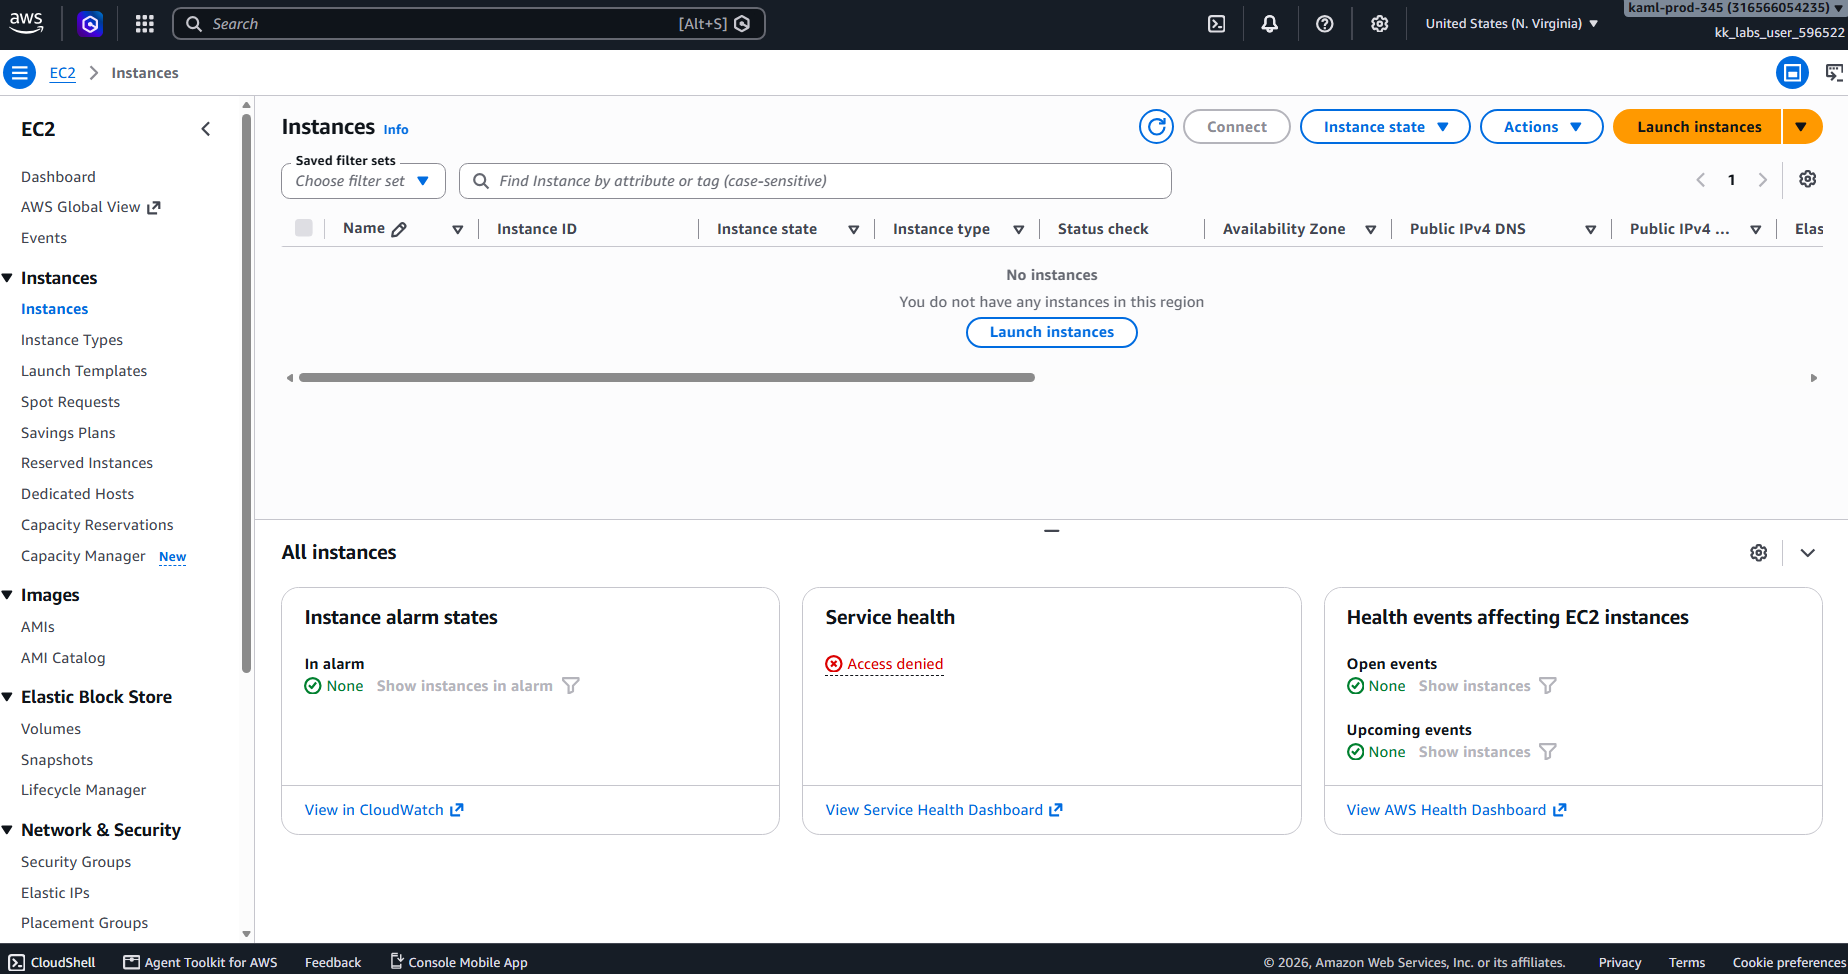 aws
Search [Alt+S]
United States (N. Virginia)
kaml-prod-345 (316566054235)
kk_labs_user_596522
EC2 Instances
EC2
Dashboard
AWS Global View
Events
Instances
Instances
Instance Types
Launch Templates
Spot Requests
Savings Plans
Reserved Instances
Dedicated Hosts
Capacity Reservations
Capacity Manager New
Images
AMIs
AMI Catalog
Elastic Block Store
Volumes
Snapshots
Lifecycle Manager
Network & Security
Security Groups
Elastic IPs
Placement Groups
Instances Info
Connect
Instance state
Actions
Launch instances
Saved filter sets
Choose filter set
Find Instance by attribute or tag (case-sensitive)
1
Name Instance ID Instance state Instance type Status check Availability Zone Public IPv4 DNS Public IPv4 ... Elas
No instances
You do not have any instances in this region
Launch instances
All instances
Instance alarm states
In alarm
None Show instances in alarm
View in CloudWatch
Service health
Access denied
View Service Health Dashboard
Health events affecting EC2 instances
Open events
None Show instances
Upcoming events
None Show instances
View AWS Health Dashboard
CloudShell Agent Toolkit for AWS Feedback Console Mobile App © 2026, Amazon Web Services, Inc. or its affiliates. Privacy Terms Cookie preferences